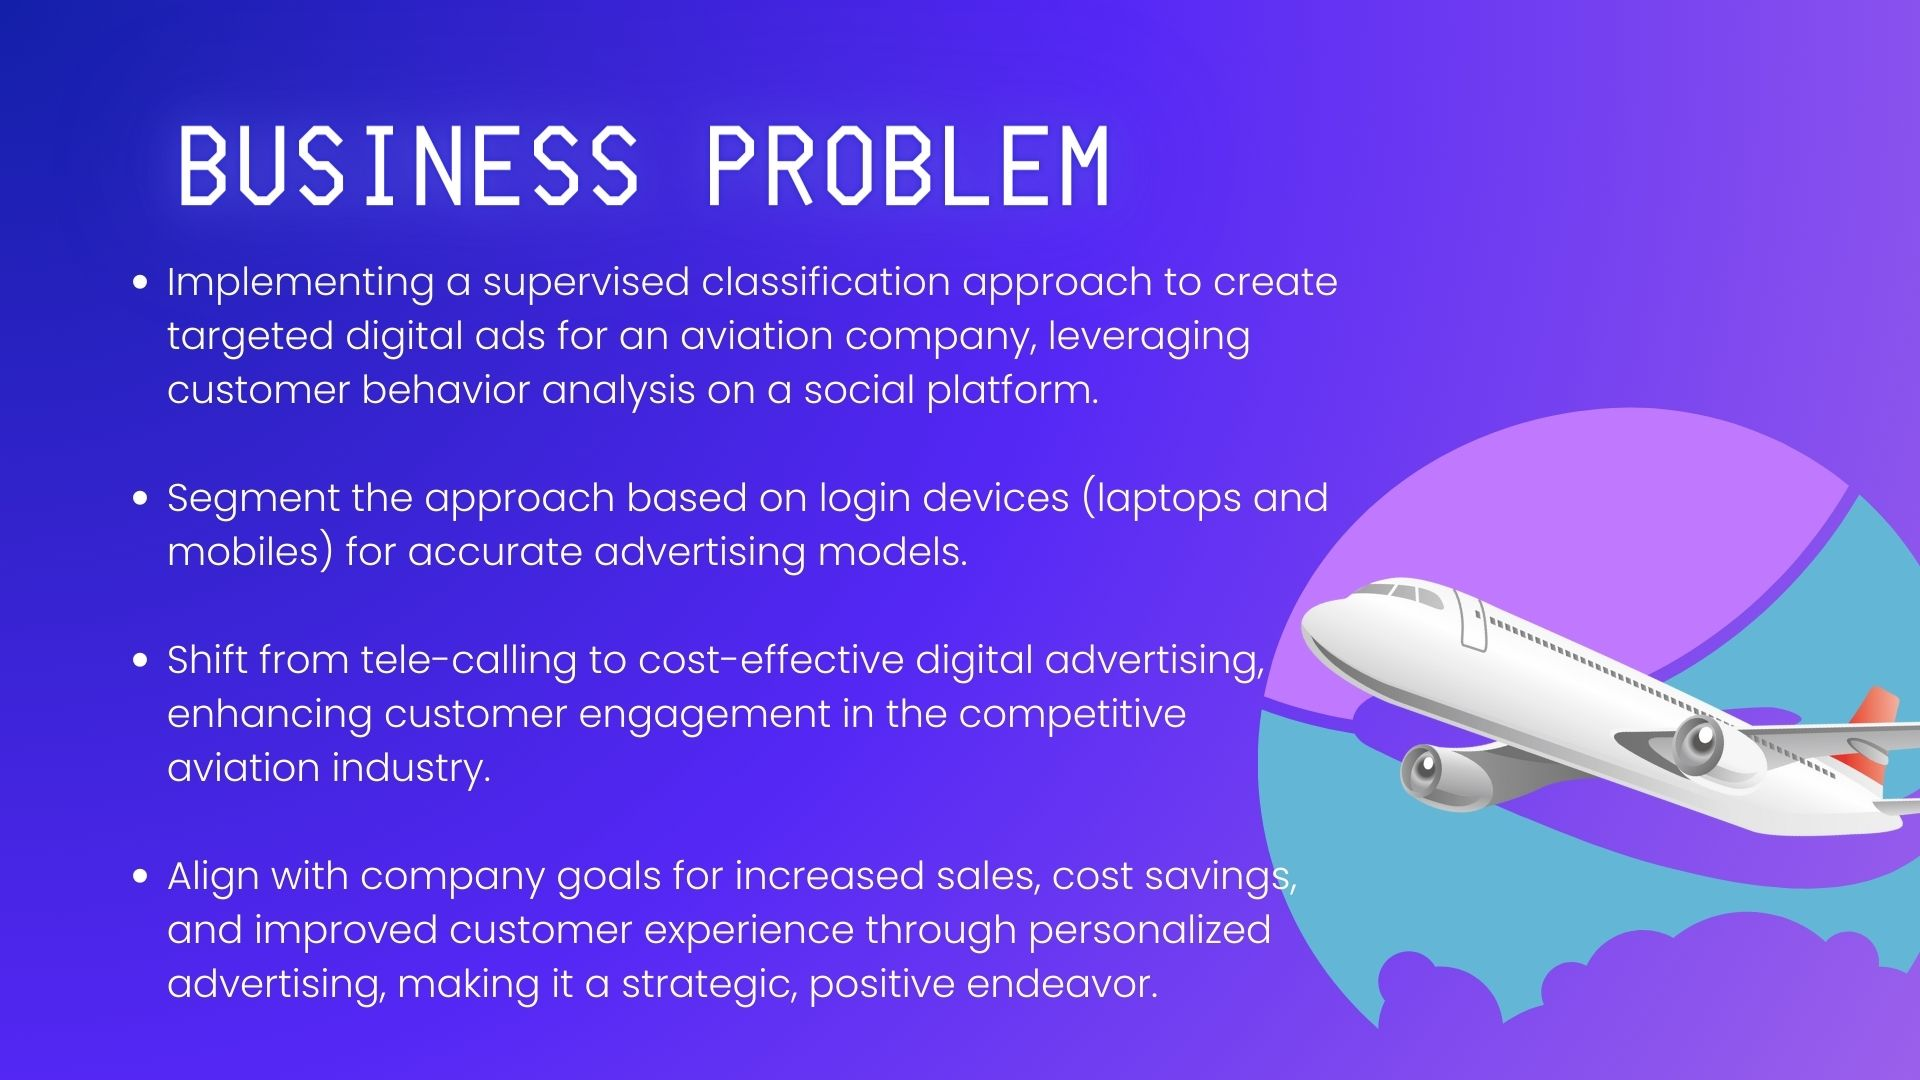 BUSINESS PROBLEM
• Implementing a supervised classification approach to create
targeted digital ads for an aviation company, leveraging
customer behavior analysis on a social platform.
• Segment the approach based on login devices (laptops and
mobiles) for accurate advertising models.
• Shift from tele-calling to cost-effective digital advertising,
enhancing customer engagement in the competitive
aviation industry.
• Align with company goals for increased sales, cost savings,
and improved customer experience through personalized
advertising, making it a strategic, positive endeavor.